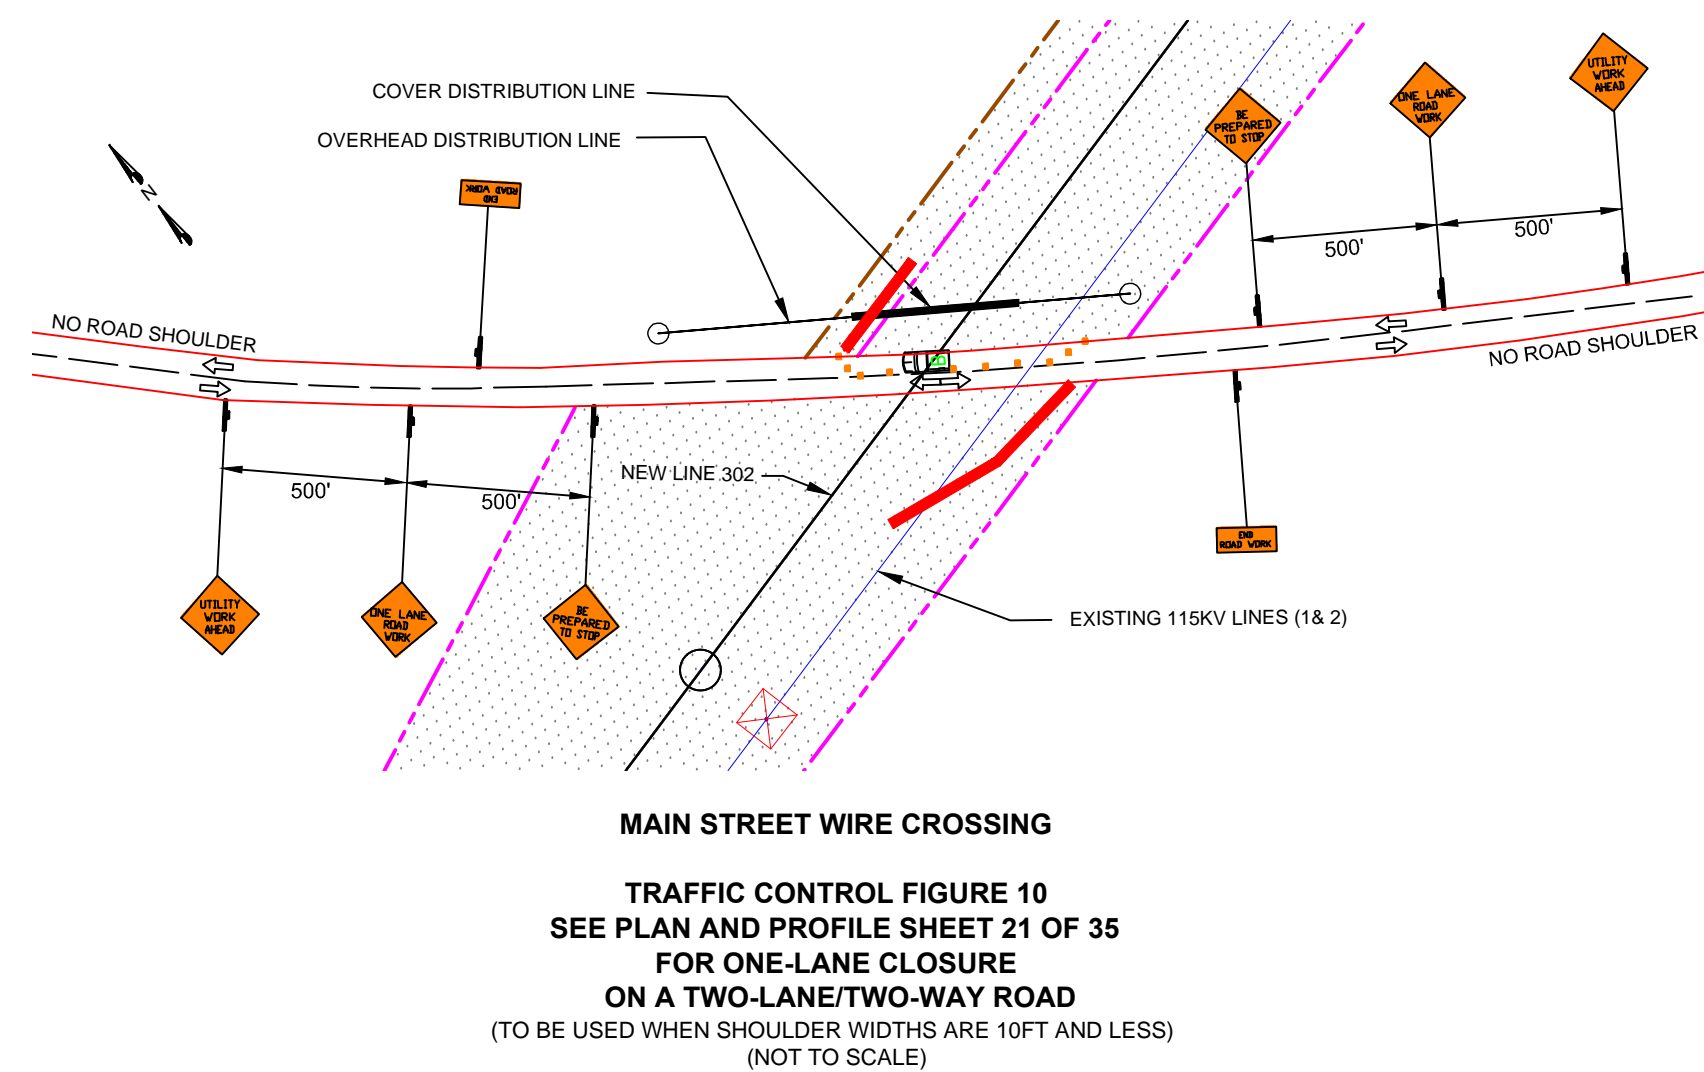 COVER DISTRIBUTION LINE
OVERHEAD DISTRIBUTION LINE
N
END
ROAD WORK
NO ROAD SHOULDER
BE
PREPARED
TO STOP
ONE LANE
ROAD
WORK
UTILITY
WORK
AHEAD
500'
500'
NO ROAD SHOULDER
B
500'
500'
NEW LINE 302
UTILITY
WORK
AHEAD
ONE LANE
ROAD
WORK
BE
PREPARED
TO STOP
END
ROAD WORK
EXISTING 115KV LINES (1& 2)
MAIN STREET WIRE CROSSING
TRAFFIC CONTROL FIGURE 10
SEE PLAN AND PROFILE SHEET 21 OF 35
FOR ONE-LANE CLOSURE
ON A TWO-LANE/TWO-WAY ROAD
(TO BE USED WHEN SHOULDER WIDTHS ARE 10FT AND LESS)
(NOT TO SCALE)